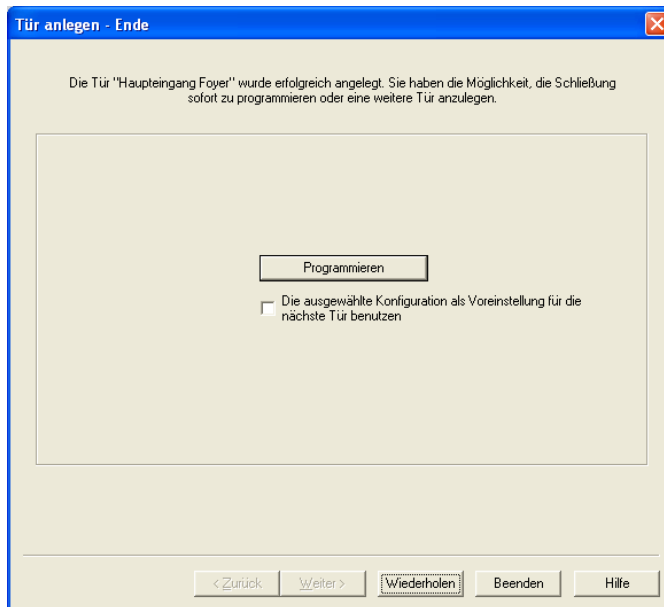 Tür anlegen - Ende
Die Tür "Haupteingang Foyer" wurde erfolgreich angelegt. Sie haben die Möglichkeit, die Schließung
sofort zu programmieren oder eine weitere Tür anzulegen.
Programmieren
Die ausgewählte Konfiguration als Voreinstellung für die
nächste Tür benutzen
< Zurück
Weiter >
Wiederholen
Beenden
Hilfe